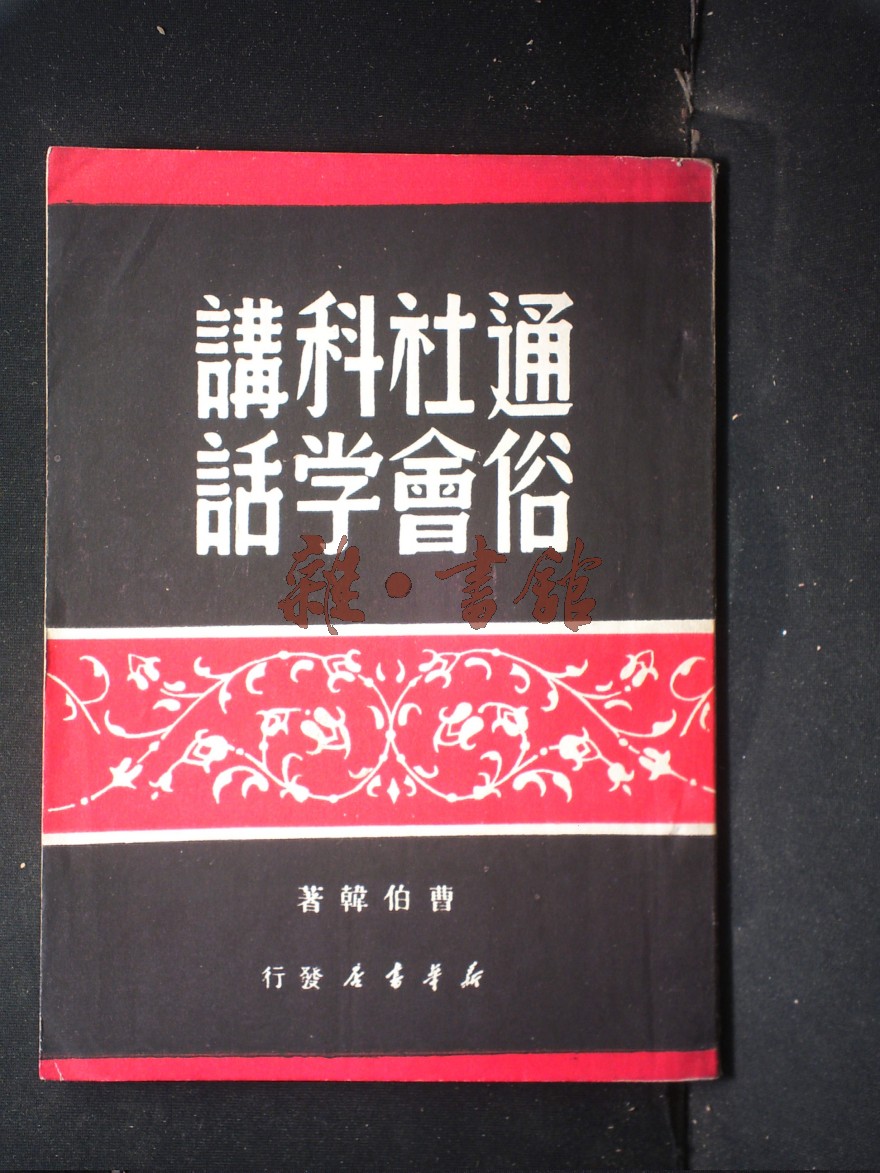 通俗
社會
科学
講話
雜·書館
曹伯韓著
新華書店發行